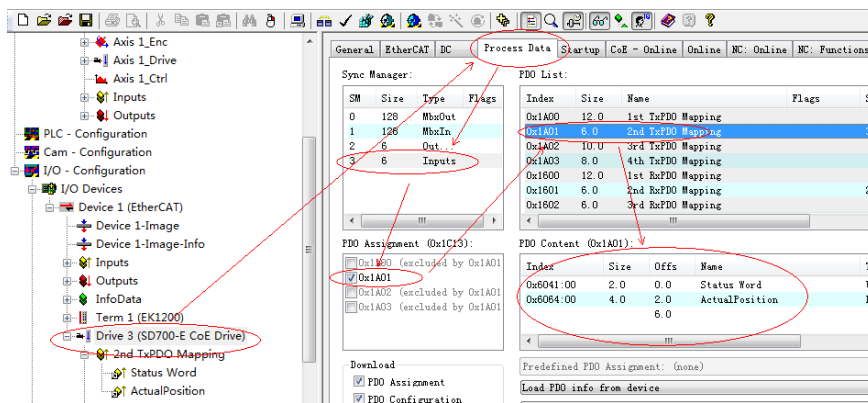 Axis 1_Enc
Axis 1_Drive
Axis 1_Ctrl
Inputs
Outputs
PLC - Configuration
Cam - Configuration
I/O - Configuration
I/O Devices
Device 1 (EtherCAT)
Device 1-Image
Device 1-Image-Info
Inputs
Outputs
InfoData
Term 1 (EK1200)
Drive 3 (SD700-E CoE Drive)
2nd TxPDO Mapping
Status Word
ActualPosition
General EtherCAT DC Process Data Startup CoE - Online Online NC: Online NC: Functions
Sync Manager:
SM Size Type Flags
0 128 MbxOut
1 128 MbxIn
2 6 Out...
3 6 Inputs
PDO List:
Index Size Name Flags S
0x1A00 12.0 1st TxPDO Mapping
0x1A01 6.0 2nd TxPDO Mapping 3
0x1A02 10.0 3rd TxPDO Mapping
0x1A03 8.0 4th TxPDO Mapping
0x1600 12.0 1st RxPDO Mapping
0x1601 6.0 2nd RxPDO Mapping 2
0x1602 6.0 3rd RxPDO Mapping
PDO Assignment (0x1C13):
0x1A00 (excluded by 0x1A01
0x1A01
0x1A02 (excluded by 0x1A01
0x1A03 (excluded by 0x1A01
PDO Content (0x1A01):
Index Size Offs Name
0x6041:00 2.0 0.0 Status Word
0x6064:00 4.0 2.0 ActualPosition
6.0
Download
PDO Assignment
PDO Configuration
Predefined PDO Assignment: (none)
Load PDO info from device